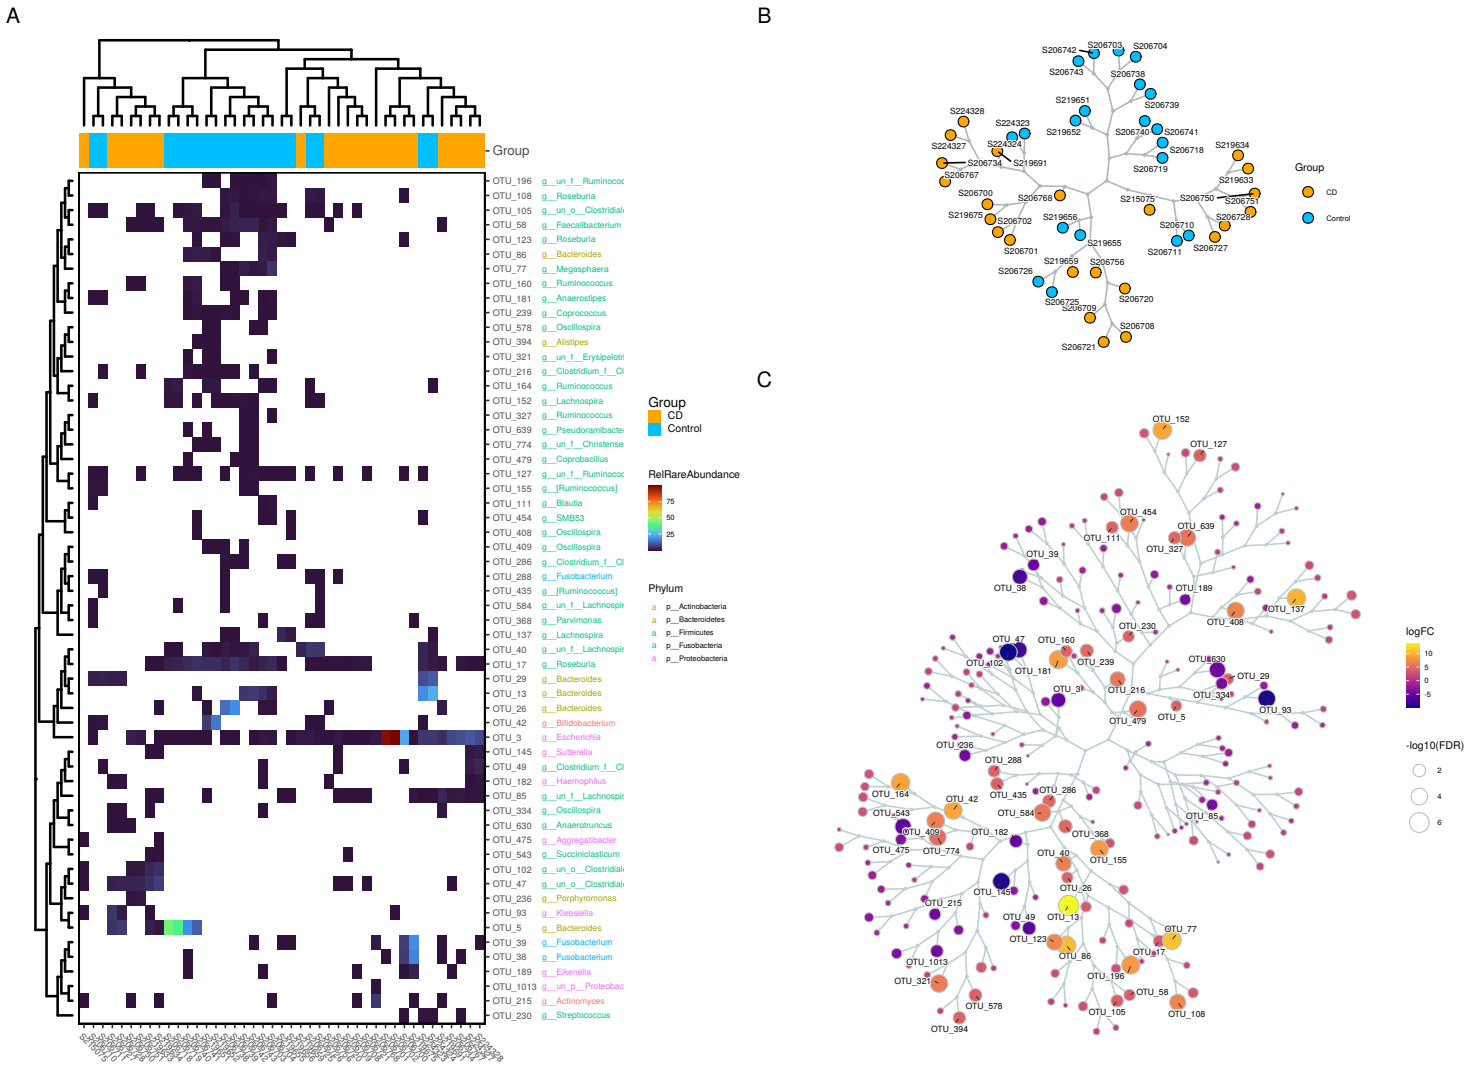 A
Group
OTU_196 g__un_f__Ruminococ
OTU_108 g__Roseburia
OTU_105 g__un_o__Clostridiale
OTU_58 g__Faecalibacterium
OTU_123 g__Roseburia
OTU_86 g__Bacteroides
OTU_77 g__Megasphaera
OTU_160 g__Ruminococcus
OTU_181 g__Anaerostipes
OTU_239 g__Coprococcus
OTU_578 g__Oscillospira
OTU_394 g__Alistipes
OTU_321 g__un_f__Erysipelotri
OTU_216 g__Clostridium_f__Cl
OTU_164 g__Ruminococcus
OTU_152 g__Lachnospira
OTU_327 g__Ruminococcus
OTU_639 g__Pseudoramibacte
OTU_774 g__un_f__Christense
OTU_479 g__Coprobacillus
OTU_127 g__un_f__Ruminococ
OTU_155 g__[Ruminococcus]
OTU_111 g__Blautia
OTU_454 g__SMB53
OTU_408 g__Oscillospira
OTU_409 g__Oscillospira
OTU_286 g__Clostridium_f__Cl
OTU_288 g__Fusobacterium
OTU_435 g__[Ruminococcus]
OTU_584 g__un_f__Lachnospir
OTU_368 g__Parvimonas
OTU_137 g__Lachnospira
OTU_40 g__un_f__Lachnospir
OTU_17 g__Roseburia
OTU_29 g__Bacteroides
OTU_13 g__Bacteroides
OTU_26 g__Bacteroides
OTU_42 g__Bifidobacterium
OTU_3 g__Escherichia
OTU_145 g__Sutterella
OTU_49 g__Clostridium_f__Cl
OTU_182 g__Haemophilus
OTU_85 g__un_f__Lachnospir
OTU_334 g__Oscillospira
OTU_630 g__Anaerotruncus
OTU_475 g__Aggregatibacter
OTU_543 g__Succiniclasticum
OTU_102 g__un_o__Clostridiale
OTU_47 g__un_o__Clostridiale
OTU_236 g__Porphyromonas
OTU_93 g__Klebsiella
OTU_5 g__Bacteroides
OTU_39 g__Fusobacterium
OTU_38 g__Fusobacterium
OTU_189 g__Eikenella
OTU_1013 g__un_p__Proteobac
OTU_215 g__Actinomyces
OTU_230 g__Streptococcus
Group
CD
Control
RelRareAbundance
75
50
25
Phylum
a p__Actinobacteria
a p__Bacteroidetes
a p__Firmicutes
a p__Fusobacteria
a p__Proteobacteria
B
S206742 S206703 S206704
S206743
S206738
S206739
S219651
S219652
S206740 S206741
S206718
S206719
S224328
S224327
S224323
S224324
S206734 S219691
S206767
S206700
S206768
S219675 S206702
S206701
S219656
S219655
S215075
S219634
S219633
S206750
S206751
S206728
S206710
S206711 S206727
S219659 S206756
S206726
S206725
S206720
S206709
S206708
S206721
Group
CD
Control
C
OTU_152
OTU_127
OTU_454
OTU_111
OTU_639
OTU_327
OTU_39
OTU_38
OTU_189
OTU_137
OTU_408
OTU_230
OTU_47
OTU_160
OTU_102
OTU_181
OTU_239
OTU_630
OTU_29
OTU_216
OTU_3
OTU_334
OTU_93
OTU_479
OTU_5
OTU_236
OTU_288
OTU_435
OTU_286
OTU_164
OTU_42
OTU_584
OTU_543
OTU_409
OTU_182
OTU_368
OTU_85
OTU_475
OTU_774
OTU_40
OTU_155
OTU_145
OTU_26
OTU_215
OTU_13
OTU_49
OTU_123
OTU_77
OTU_17
OTU_86
OTU_1013
OTU_196
OTU_321
OTU_58
OTU_578
OTU_105
OTU_108
OTU_394
logFC
10
5
0
-5
-log10(FDR)
2
4
6